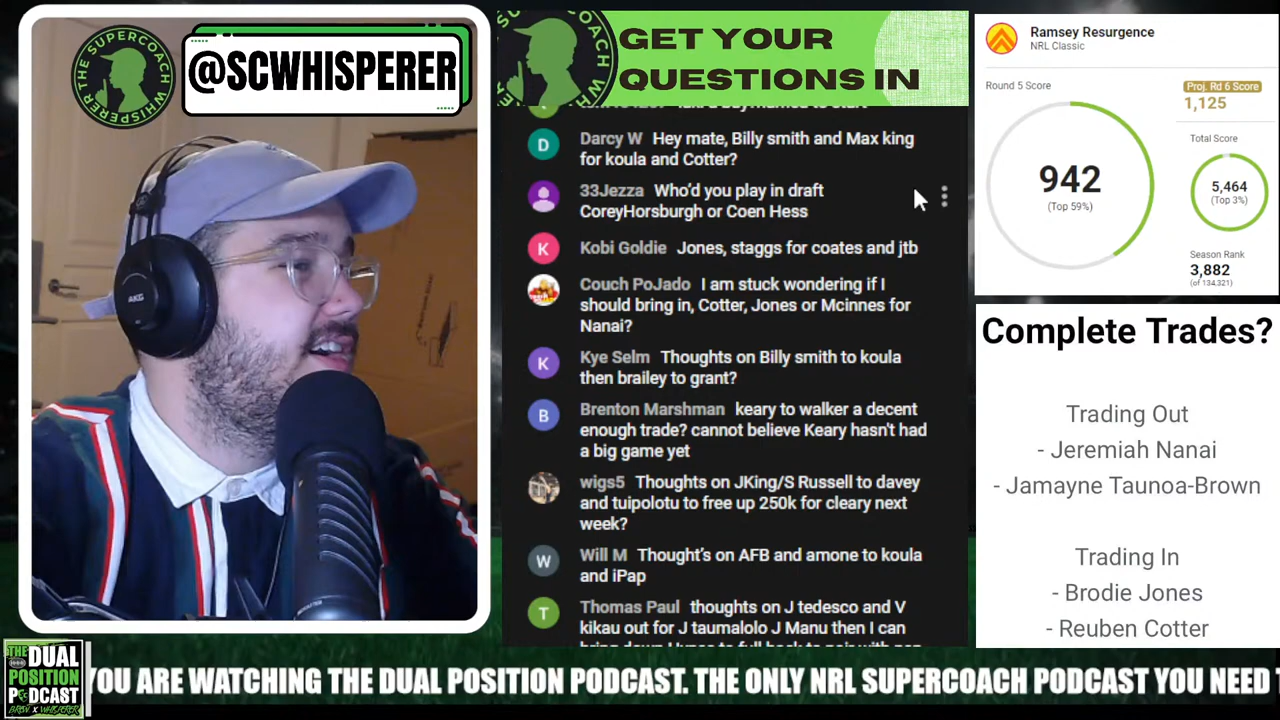 THE SUPERCOACH WHISPERER
@SCWHISPERER
GET YOUR
QUESTIONS IN
Darcy W Hey mate, Billy smith and Max king
for koula and Cotter?
33Jezza Who'd you play in draft
CoreyHorsburgh or Coen Hess
Kobi Goldie Jones, staggs for coates and jtb
Couch PoJado I am stuck wondering if I
should bring in, Cotter, Jones or Mcinnes for
Nanai?
Kye Selm Thoughts on Billy smith to koula
then brailey to grant?
Brenton Marshman keary to walker a decent
enough trade? cannot believe Keary hasn't had
a big game yet
wigs5 Thoughts on JKing/S Russell to davey
and tuipolotu to free up 250k for cleary next
week?
Will M Thought's on AFB and amone to koula
and iPap
Thomas Paul thoughts on J tedesco and V
kikau out for J taumalolo J Manu then I can
Ramsey Resurgence
NRL Classic
Round 5 Score
Proj. Rd 6 Score
1,125
942
(Top 59%)
Total Score
5,464
(Top 3%)
Season Rank
3,882
(of 134,321)
Complete Trades?
Trading Out
- Jeremiah Nanai
- Jamayne Taunoa-Brown
Trading In
- Brodie Jones
- Reuben Cotter
AKG
THE
DUAL
POSITION
PODCAST
YOU ARE WATCHING THE DUAL POSITION PODCAST. THE ONLY NRL SUPERCOACH PODCAST YOU NEED